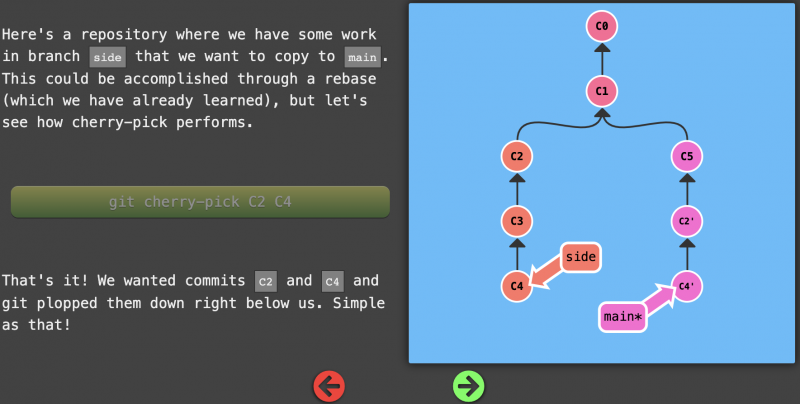 Here's a repository where we have some work
in branch side that we want to copy to main.
This could be accomplished through a rebase
(which we have already learned), but let's
see how cherry-pick performs.
git cherry-pick C2 C4
That's it! We wanted commits C2 and C4 and
git plopped them down right below us. Simple
as that!
C0
C1
C2
C5
C3
C2'
side
C4
C4'
main*